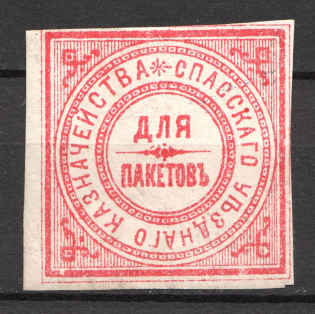 СПАССКАГО УѢЗДНАГО КАЗНАЧЕЙСТВА
ДЛЯ
ПАКЕТОВЪ